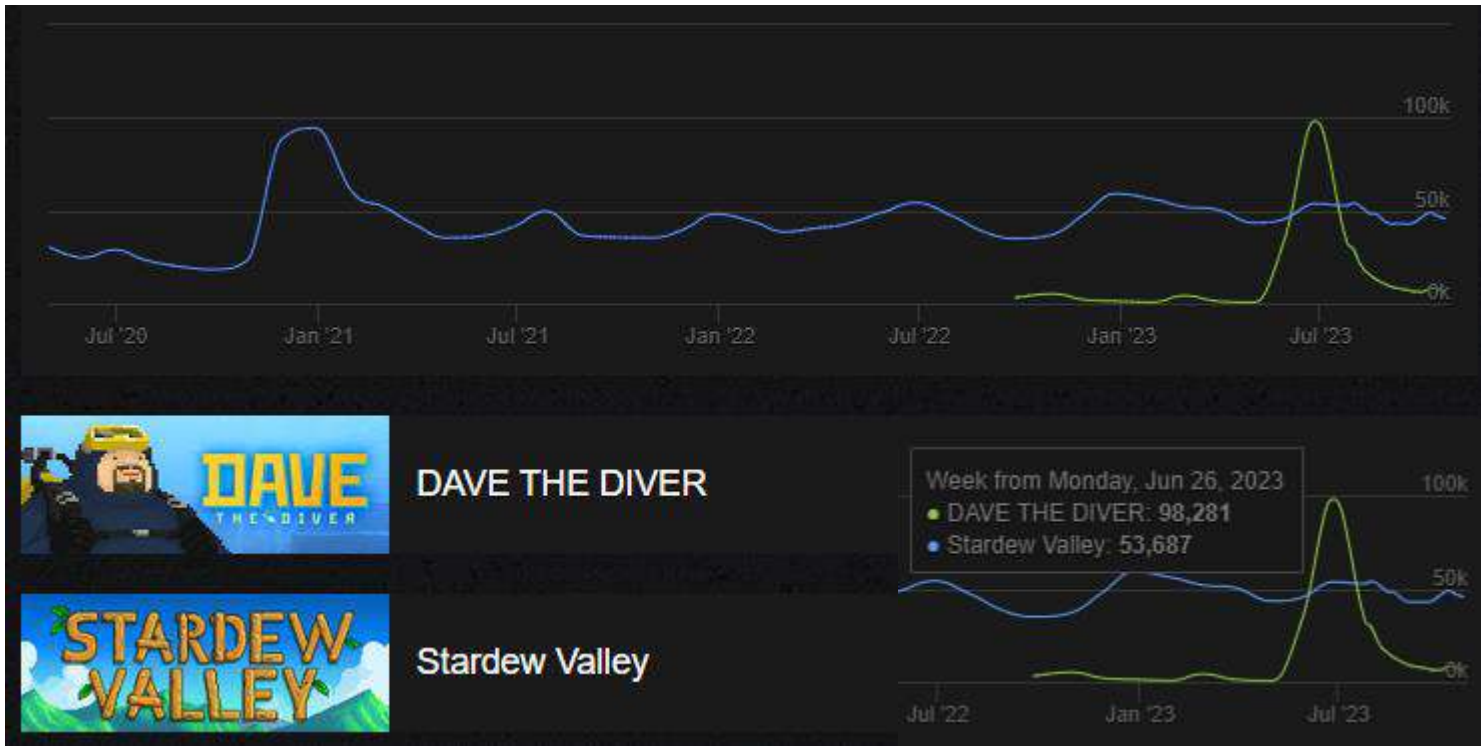 100k
50k
0k
Jul '20 Jan '21 Jul '21 Jan '22 Jul '22 Jan '23 Jul '23
DAVE
THE DIVER
DAVE THE DIVER
Week from Monday, Jun 26, 2023
DAVE THE DIVER: 98,281
Stardew Valley: 53,687
100k
50k
0k
Jul '22 Jan '23 Jul '23
STARDEW
VALLEY
Stardew Valley